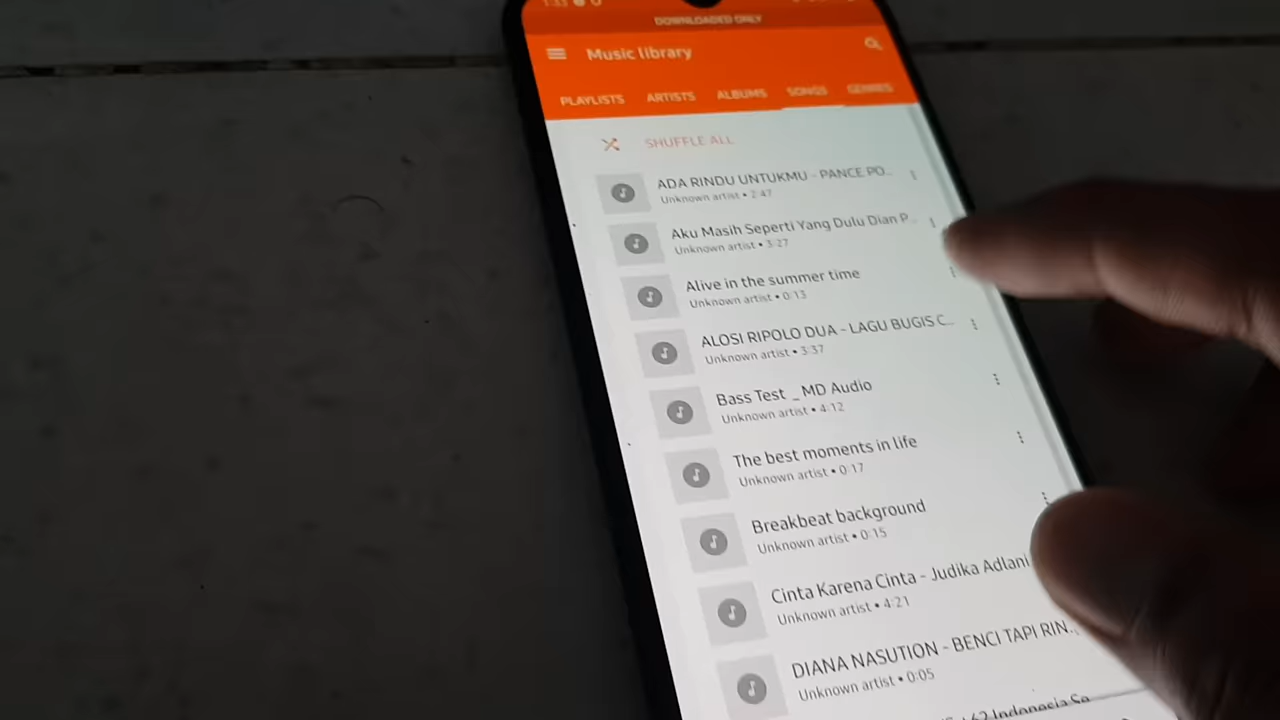 1:33
DOWNLOADED ONLY
Music library
PLAYLISTS ARTISTS ALBUMS SONGS GENRES
SHUFFLE ALL
ADA RINDU UNTUKMU - PANCE PO...
Unknown artist • 2:47
Aku Masih Seperti Yang Dulu Dian P...
Unknown artist • 3:27
Alive in the summer time
Unknown artist • 0:13
ALOSI RIPOLO DUA - LAGU BUGIS C...
Unknown artist • 3:37
Bass Test _ MD Audio
Unknown artist • 4:12
The best moments in life
Unknown artist • 0:17
Breakbeat background
Unknown artist • 0:15
Cinta Karena Cinta - Judika Adlani
Unknown artist • 4:21
DIANA NASUTION - BENCI TAPI RIN...
Unknown artist • 0:05
Indonesia